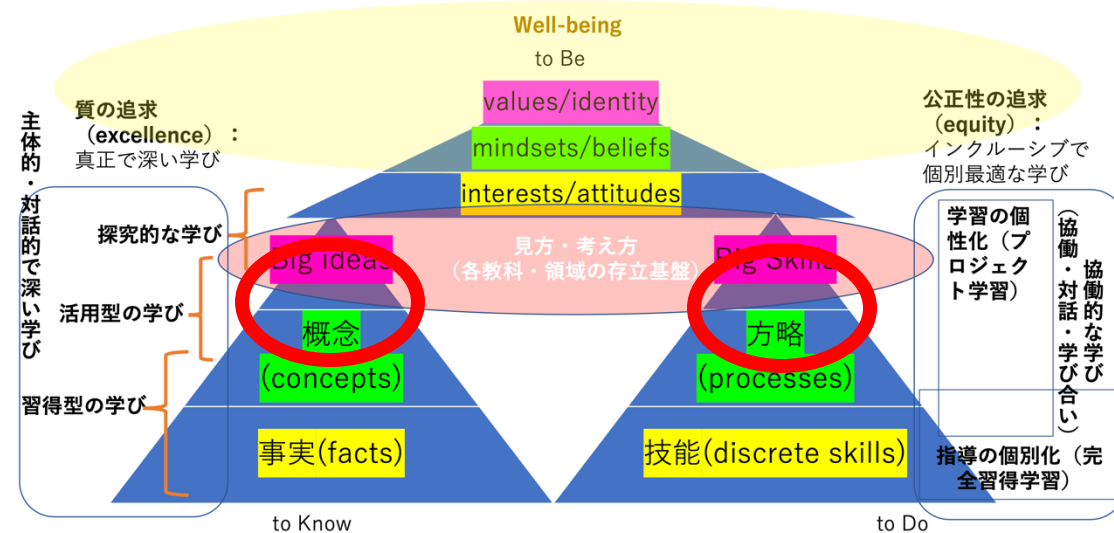 Well-being
to Be
values/identity
mindsets/beliefs
interests/attitudes
主体的・対話的で深い学び
質の追求
（excellence）：
真正で深い学び
探究的な学び
活用型の学び
習得型の学び
Big Ideas
概念
(concepts)
事実(facts)
to Know
見方・考え方
（各教科・領域の存立基盤）
Big Skills
方略
(processes)
技能(discrete skills)
to Do
公正性の追求
（equity）：
インクルーシブで
個別最適な学び
学習の個
性化（プ
ロジェク
ト学習）
協働的な学び
（協働・対話・学び合い）
指導の個別化（完
全習得学習）